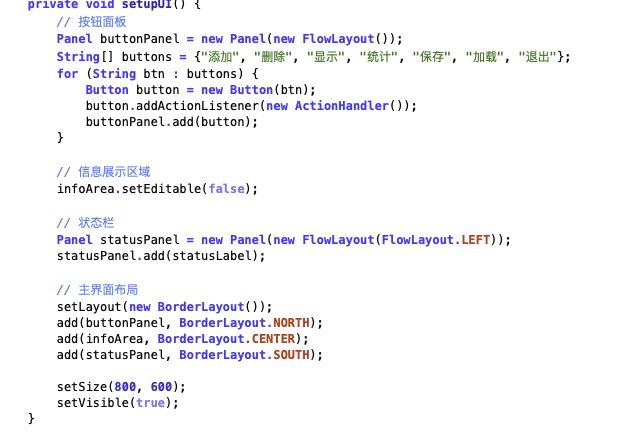 private void setupUI() {
    // 按钮面板
    Panel buttonPanel = new Panel(new FlowLayout());
    String[] buttons = {"添加", "删除", "显示", "统计", "保存", "加载", "退出"};
    for (String btn : buttons) {
        Button button = new Button(btn);
        button.addActionListener(new ActionHandler());
        buttonPanel.add(button);
    }

    // 信息展示区域
    infoArea.setEditable(false);

    // 状态栏
    Panel statusPanel = new Panel(new FlowLayout(FlowLayout.LEFT));
    statusPanel.add(statusLabel);

    // 主界面布局
    setLayout(new BorderLayout());
    add(buttonPanel, BorderLayout.NORTH);
    add(infoArea, BorderLayout.CENTER);
    add(statusPanel, BorderLayout.SOUTH);

    setSize(800, 600);
    setVisible(true);
}